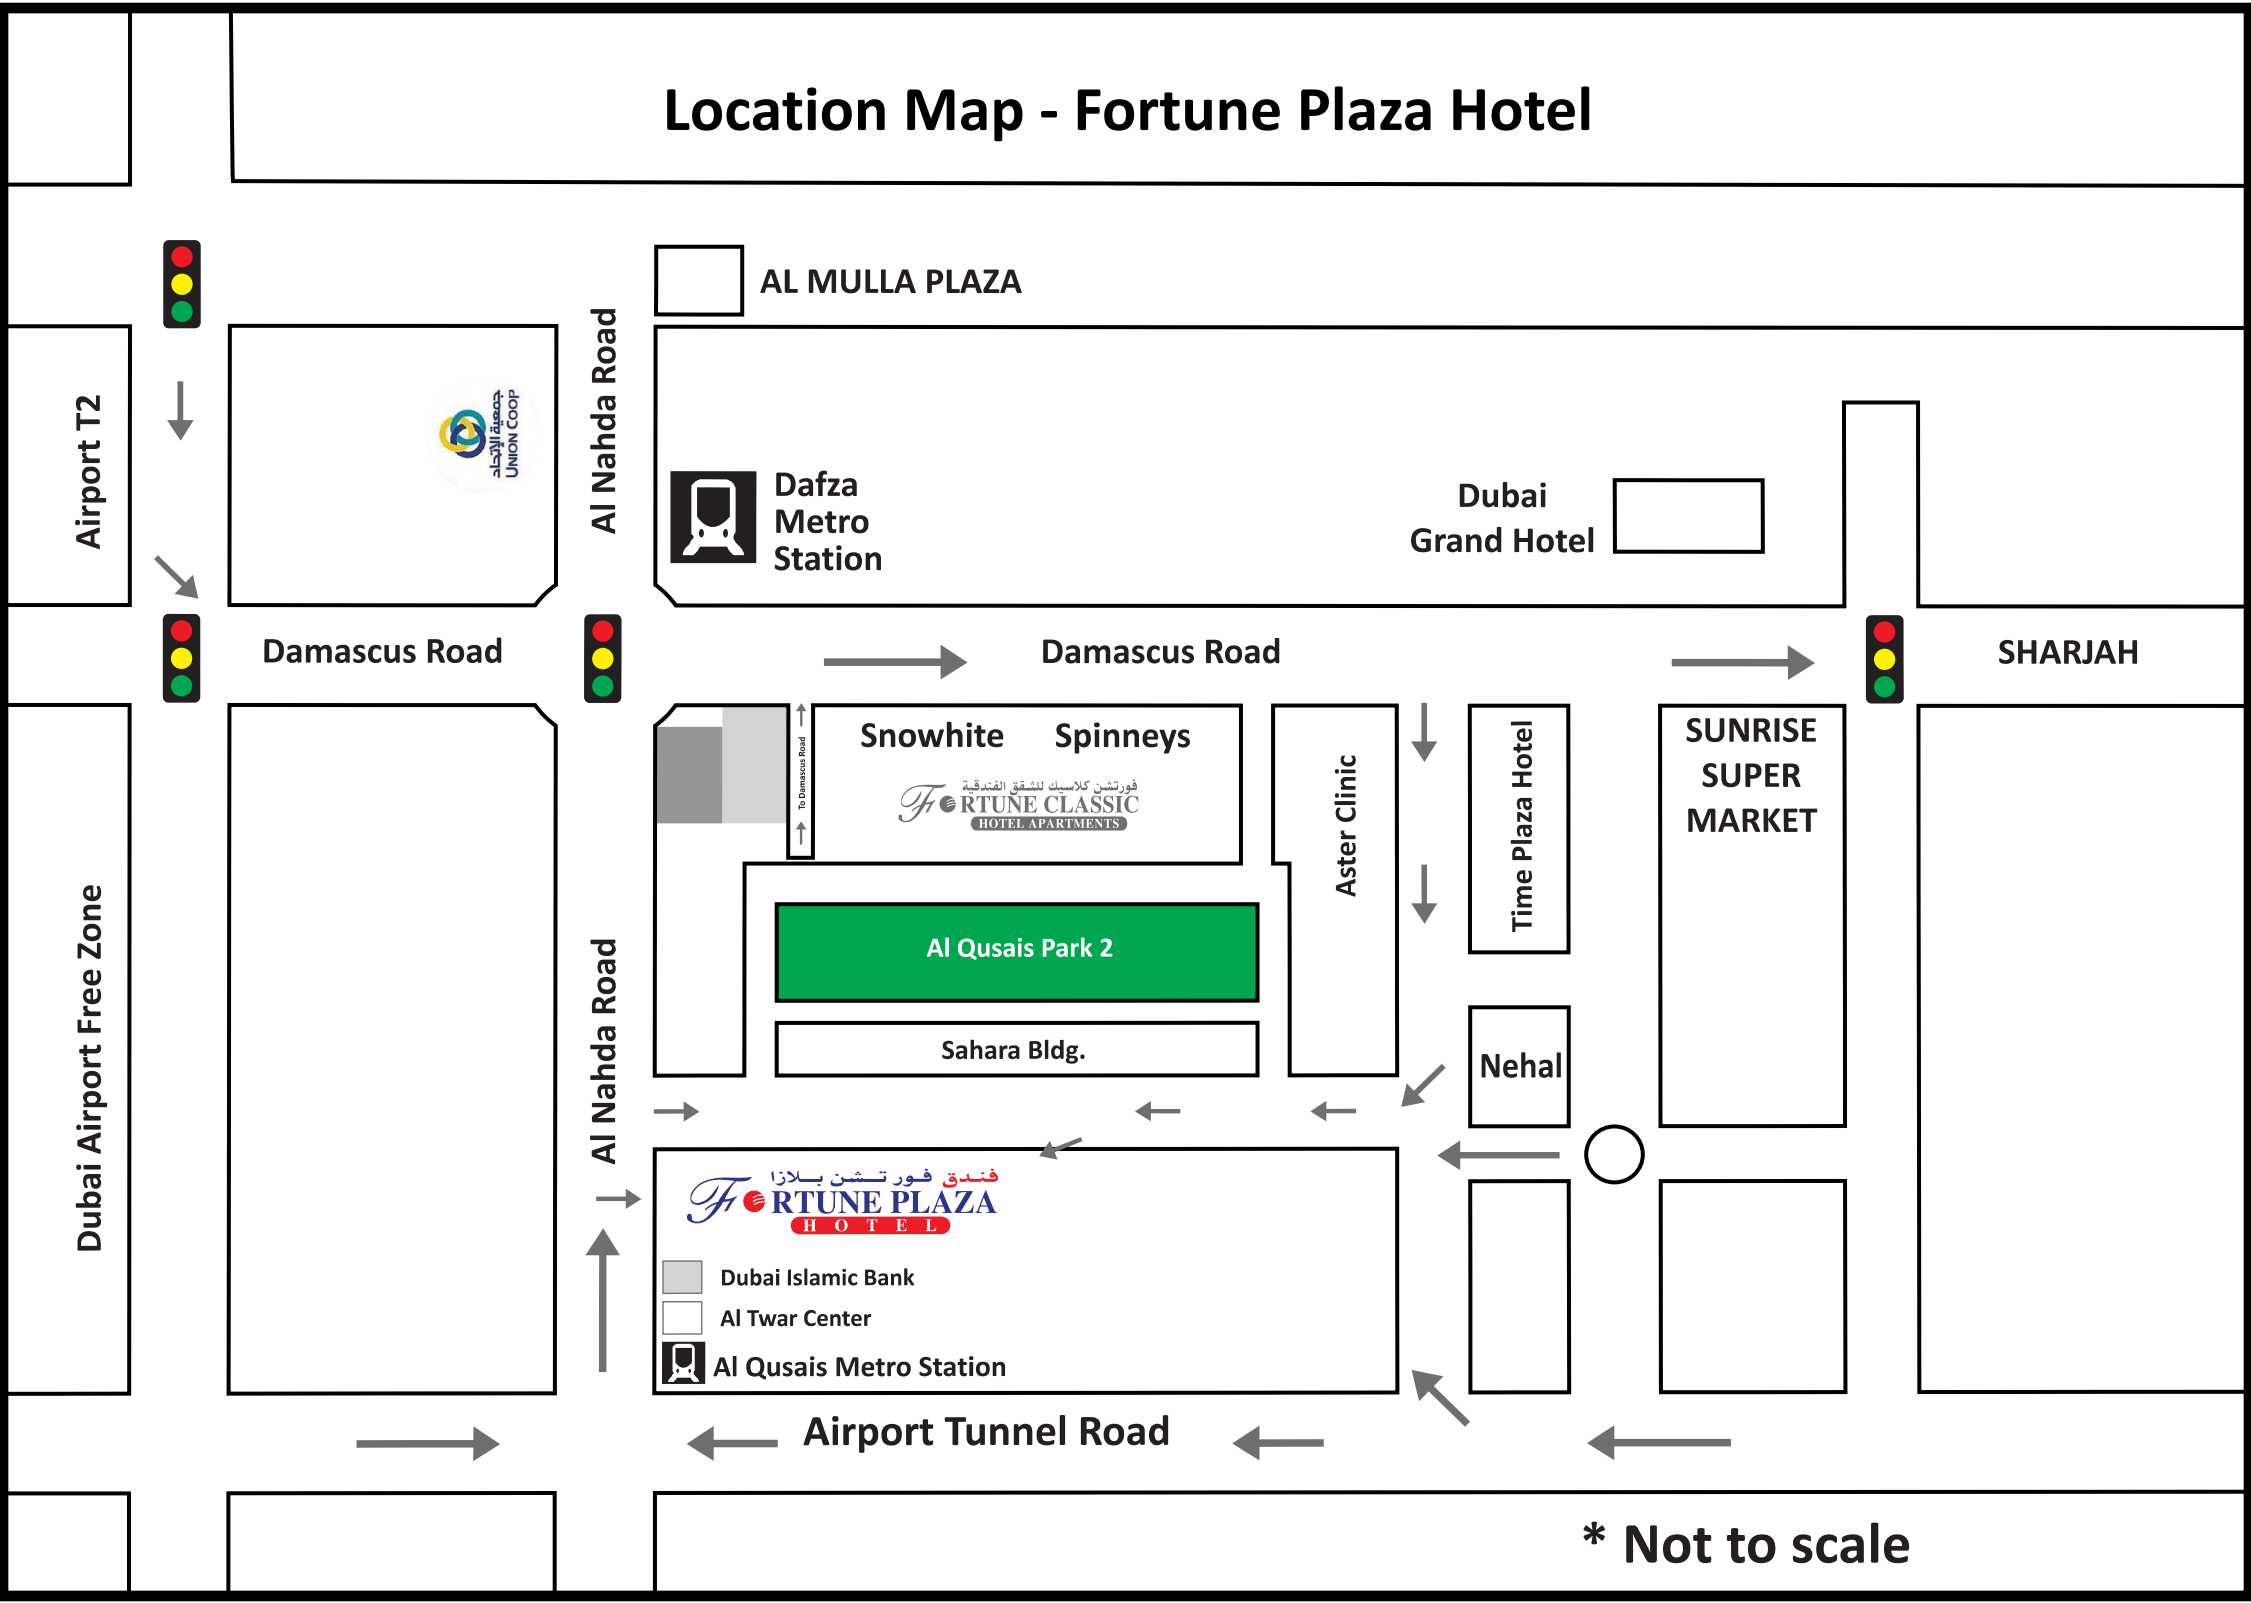 Location Map - Fortune Plaza Hotel
AL MULLA PLAZA
Al Nahda Road
Airport T2
جمعية الإتحاد
UNION COOP
Dafza
Metro
Station
Dubai
Grand Hotel
Damascus Road
Damascus Road
SHARJAH
To Damascus Road
Snowhite
Spinneys
فورتشن كلاسيك للشقق الفندقية
FORTUNE CLASSIC
HOTEL APARTMENTS
Aster Clinic
Time Plaza Hotel
SUNRISE
SUPER
MARKET
Dubai Airport Free Zone
Al Nahda Road
Al Qusais Park 2
Sahara Bldg.
Nehal
فندق فورتشن بلازا
FORTUNE PLAZA
HOTEL
Dubai Islamic Bank
Al Twar Center
Al Qusais Metro Station
Airport Tunnel Road
* Not to scale